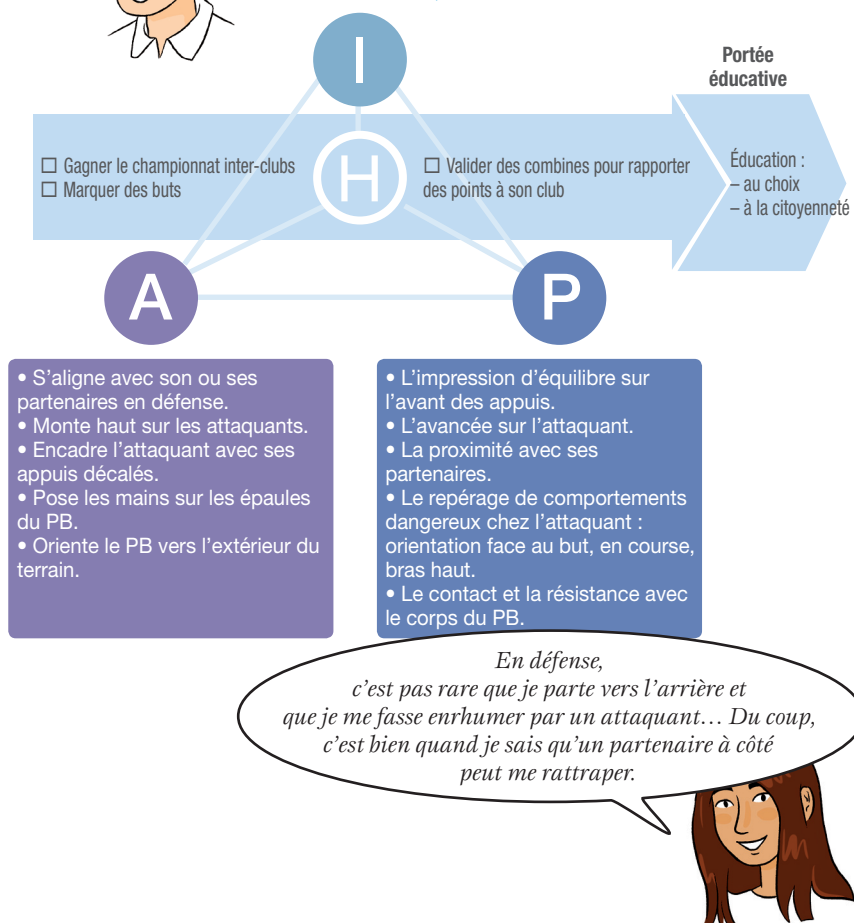 I
Portée
éducative
☐ Gagner le championnat inter-clubs
☐ Marquer des buts
H
☐ Valider des combines pour rapporter
des points à son club
Éducation :
– au choix
– à la citoyenneté
A
P
• S'aligne avec son ou ses
partenaires en défense.
• Monte haut sur les attaquants.
• Encadre l'attaquant avec ses
appuis décalés.
• Pose les mains sur les épaules
du PB.
• Oriente le PB vers l'extérieur du
terrain.
• L'impression d'équilibre sur
l'avant des appuis.
• L'avancée sur l'attaquant.
• La proximité avec ses
partenaires.
• Le repérage de comportements
dangereux chez l'attaquant :
orientation face au but, en course,
bras haut.
• Le contact et la résistance avec
le corps du PB.
En défense,
c'est pas rare que je parte vers l'arrière et
que je me fasse enrhumer par un attaquant… Du coup,
c'est bien quand je sais qu'un partenaire à côté
peut me rattraper.